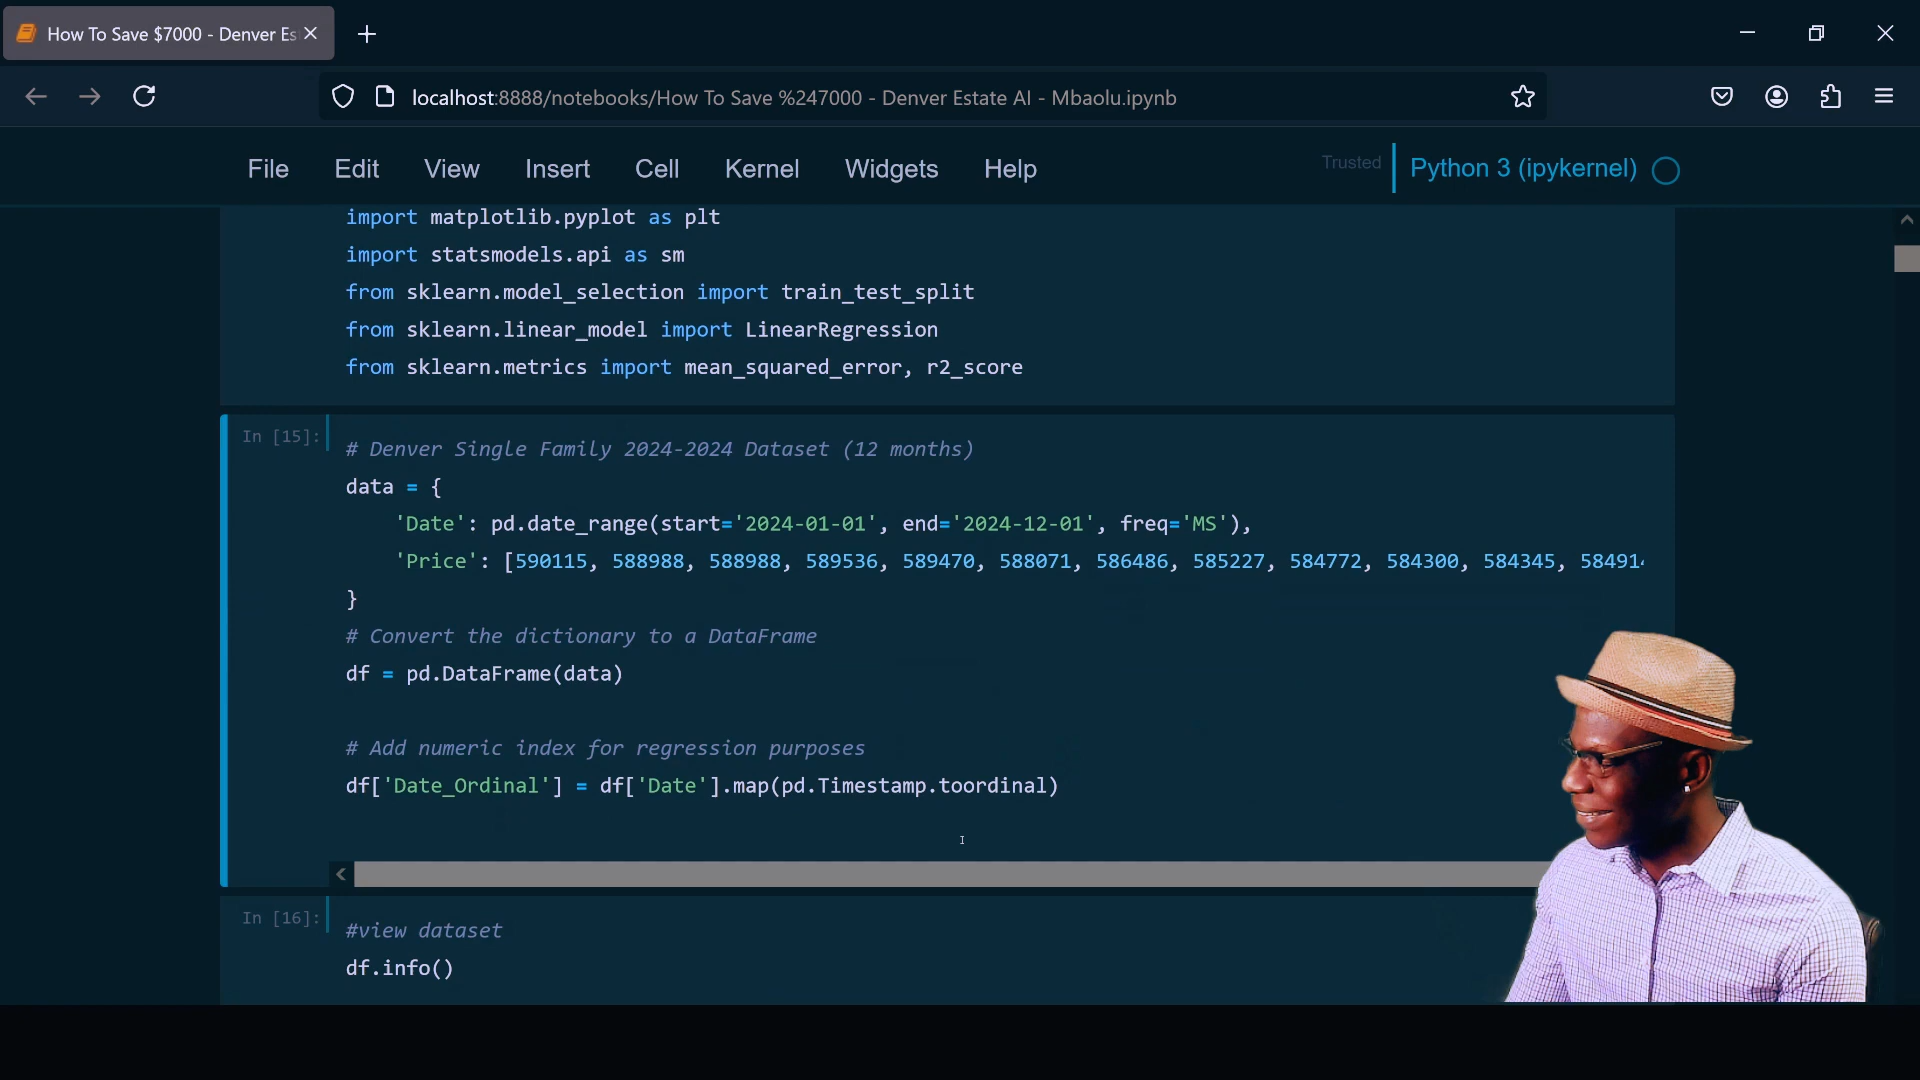 How To Save $7000 - Denver Es
localhost:8888/notebooks/How To Save %247000 - Denver Estate AI - Mbaolu.ipynb
File Edit View Insert Cell Kernel Widgets Help Trusted Python 3 (ipykernel)
import matplotlib.pyplot as plt
import statsmodels.api as sm
from sklearn.model_selection import train_test_split
from sklearn.linear_model import LinearRegression
from sklearn.metrics import mean_squared_error, r2_score
In [15]:
# Denver Single Family 2024-2024 Dataset (12 months)
data = {
'Date': pd.date_range(start='2024-01-01', end='2024-12-01', freq='MS'),
'Price': [590115, 588988, 588988, 589536, 589470, 588071, 586486, 585227, 584772, 584300, 584345, 58491
}
# Convert the dictionary to a DataFrame
df = pd.DataFrame(data)
# Add numeric index for regression purposes
df['Date_Ordinal'] = df['Date'].map(pd.Timestamp.toordinal)
In [16]:
#view dataset
df.info()